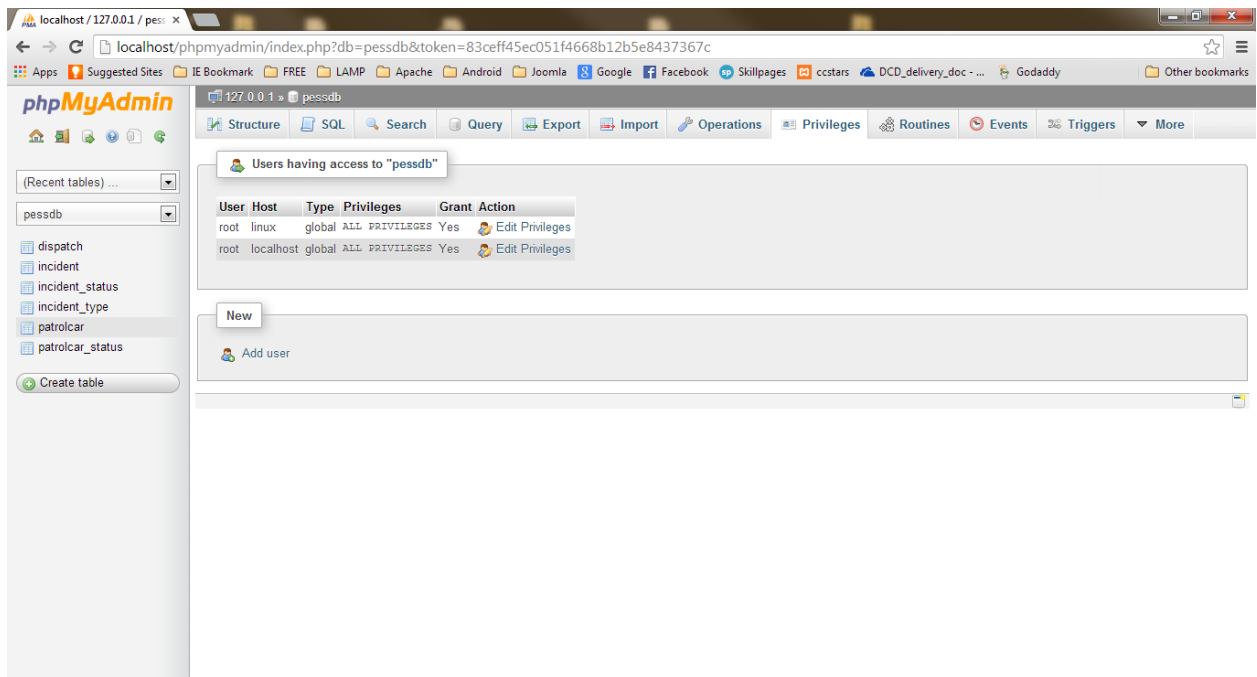 localhost / 127.0.0.1 / pess
localhost/phpmyadmin/index.php?db=pessdb&token=83ceff45ec051f4668b12b5e8437367c
Apps Suggested Sites IE Bookmark FREE LAMP Apache Android Joomla Google Facebook Skillpages ccstars DCD_delivery_doc - ... Godaddy Other bookmarks
phpMyAdmin
127.0.0.1 » pessdb
Structure SQL Search Query Export Import Operations Privileges Routines Events Triggers More
(Recent tables) ...
pessdb
dispatch
incident
incident_status
incident_type
patrolcar
patrolcar_status
Create table
Users having access to "pessdb"
User Host Type Privileges Grant Action
root linux global ALL PRIVILEGES Yes Edit Privileges
root localhost global ALL PRIVILEGES Yes Edit Privileges
New
Add user